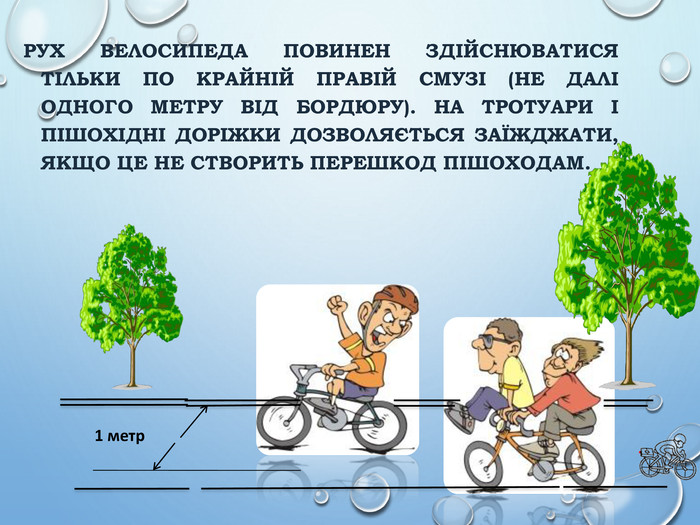 РУХ ВЕЛОСИПЕДА ПОВИНЕН ЗДІЙСНЮВАТИСЯ
ТІЛЬКИ ПО КРАЙНІЙ ПРАВІЙ СМУЗІ (НЕ ДАЛІ
ОДНОГО МЕТРУ ВІД БОРДЮРУ). НА ТРОТУАРИ І
ПІШОХІДНІ ДОРІЖКИ ДОЗВОЛЯЄТЬСЯ ЗАЇЖДЖАТИ,
ЯКЩО ЦЕ НЕ СТВОРИТЬ ПЕРЕШКОД ПІШОХОДАМ.
1 метр